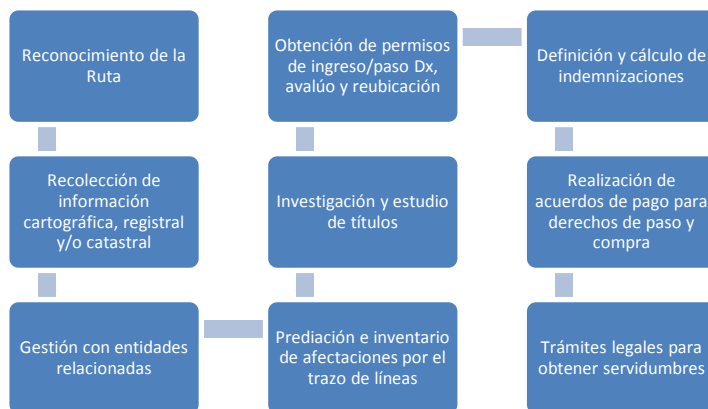 Reconocimiento de la
Ruta
Recolección de
información
cartográfica, registral
y/o catastral
Gestión con entidades
relacionadas
Prediación e inventario
de afectaciones por el
trazo de líneas
Investigación y estudio
de títulos
Obtención de permisos
de ingreso/paso Dx,
avalúo y reubicación
Definición y cálculo de
indemnizaciones
Realización de
acuerdos de pago para
derechos de paso y
compra
Trámites legales para
obtener servidumbres